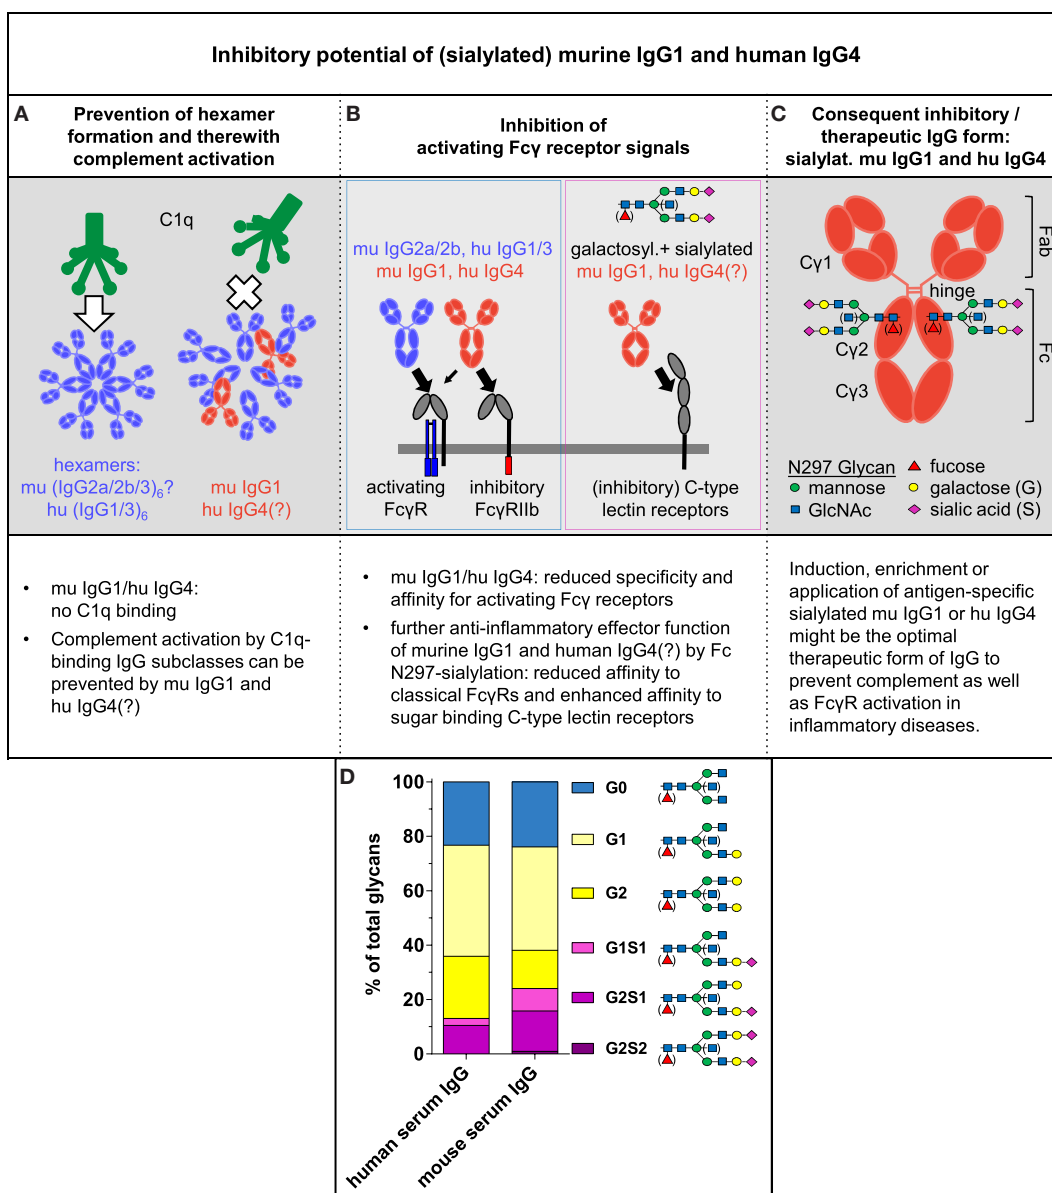 Inhibitory potential of (sialylated) murine IgG1 and human IgG4
A
Prevention of hexamer
formation and therewith
complement activation
B
Inhibition of
activating Fcγ receptor signals
C
Consequent inhibitory /
therapeutic IgG form:
sialylat. mu IgG1 and hu IgG4
C1q
hexamers:
mu (IgG2a/2b/3)6?
hu (IgG1/3)6
mu IgG1
hu IgG4(?)
mu IgG2a/2b, hu IgG1/3
mu IgG1, hu IgG4
activating
FcγR
inhibitory
FcγRIIb
( )
( )
galactosyl.+ sialylated
mu IgG1, hu IgG4(?)
(inhibitory) C-type
lectin receptors
Fab
Cγ1
hinge
( )
( )
( )
( )
Cγ2
Fc
Cγ3
N297 Glycan
fucose
mannose
galactose (G)
GlcNAc
sialic acid (S)
• mu IgG1/hu IgG4:
no C1q binding
• Complement activation by C1q-
binding IgG subclasses can be
prevented by mu IgG1 and
hu IgG4(?)
• mu IgG1/hu IgG4: reduced specificity and
affinity for activating Fcγ receptors
• further anti-inflammatory effector function
of murine IgG1 and human IgG4(?) by Fc
N297-sialylation: reduced affinity to
classical FcγRs and enhanced affinity to
sugar binding C-type lectin receptors
Induction, enrichment or
application of antigen-specific
sialylated mu IgG1 or hu IgG4
might be the optimal
therapeutic form of IgG to
prevent complement as well
as FcγR activation in
inflammatory diseases.
D
% of total glycans
100
80
60
40
20
0
human serum IgG
mouse serum IgG
G0
( )
( )
G1
( )
( )
G2
( )
( )
G1S1
( )
( )
G2S1
( )
( )
G2S2
( )
( )